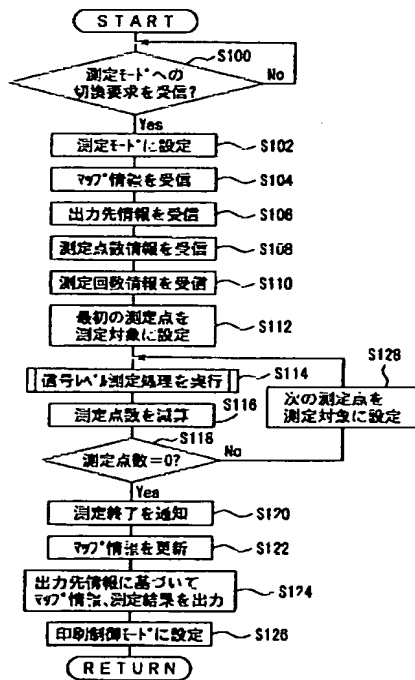 START
S100
測定モードへの
切換要求を受信?
No
Yes
測定モードに設定
S102
マップ情報を受信
S104
出力先情報を受信
S106
測定点数情報を受信
S108
測定回数情報を受信
S110
最初の測定点を
測定対象に設定
S112
S128
信号レベル測定処理を実行
S114
次の測定点を
測定対象に設定
測定点数を減算
S116
S118
測定点数=0?
No
Yes
測定終了を通知
S120
マップ情報を更新
S122
出力先情報に基づいて
マップ情報、測定結果を出力
S124
印刷制御モードに設定
S126
RETURN